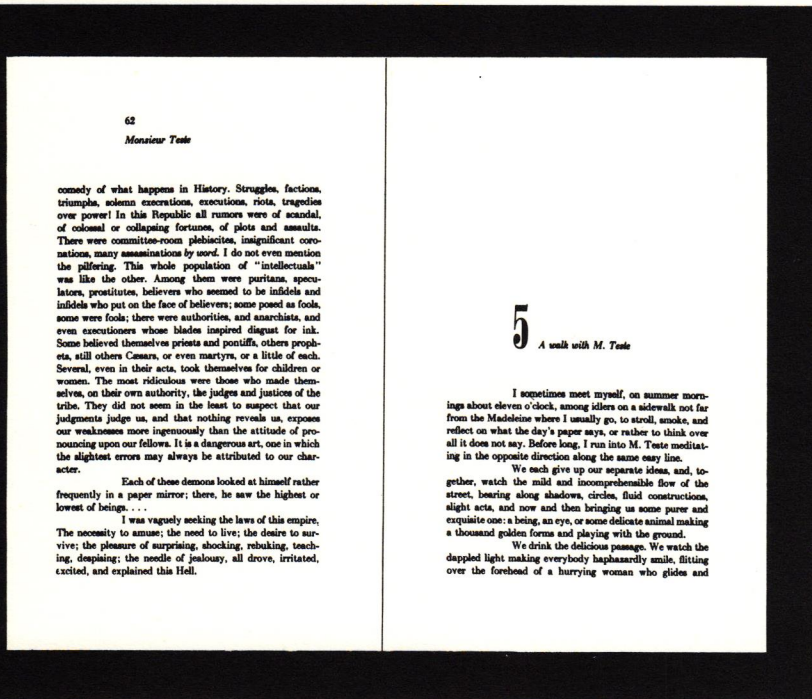 62
Monsieur Teste
comedy of what happens in History. Struggles, factions,
triumphs, solemn execrations, executions, riots, tragedies
over power! In this Republic all rumors were of scandal,
of colossal or collapsing fortunes, of plots and assaults.
There were committee-room plebiscites, insignificant coro-
nations, many assassinations by word. I do not even mention
the pilfering. This whole population of "intellectuals"
was like the other. Among them were puritans, specu-
lators, prostitutes, believers who seemed to be infidels and
infidels who put on the face of believers; some posed as fools,
some were fools; there were authorities, and anarchists, and
even executioners whose blades inspired disgust for ink.
Some believed themselves priests and pontiffs, others proph-
ets, still others Cæsars, or even martyrs, or a little of each.
Several, even in their acts, took themselves for children or
women. The most ridiculous were those who made them-
selves, on their own authority, the judges and justices of the
tribe. They did not seem in the least to suspect that our
judgments judge us, and that nothing reveals us, exposes
our weaknesses more ingenuously than the attitude of pro-
nouncing upon our fellows. It is a dangerous art, one in which
the slightest errors may always be attributed to our char-
acter.
Each of these demons looked at himself rather
frequently in a paper mirror; there, he saw the highest or
lowest of beings. . . .
I was vaguely seeking the laws of this empire,
The necessity to amuse; the need to live; the desire to sur-
vive; the pleasure of surprising, shocking, rebuking, teach-
ing, despising; the needle of jealousy, all drove, irritated,
excited, and explained this Hell.
5 A walk with M. Teste
I sometimes meet myself, on summer morn-
ings about eleven o'clock, among idlers on a sidewalk not far
from the Madeleine where I usually go, to stroll, smoke, and
reflect on what the day's paper says, or rather to think over
all it does not say. Before long, I run into M. Teste meditat-
ing in the opposite direction along the same easy line.
We each give up our separate ideas, and, to-
gether, watch the mild and incomprehensible flow of the
street, bearing along shadows, circles, fluid constructions,
slight acts, and now and then bringing us some purer and
exquisite one: a being, an eye, or some delicate animal making
a thousand golden forms and playing with the ground.
We drink the delicious passage. We watch the
dappled light making everybody haphazardly smile, flitting
over the forehead of a hurrying woman who glides and